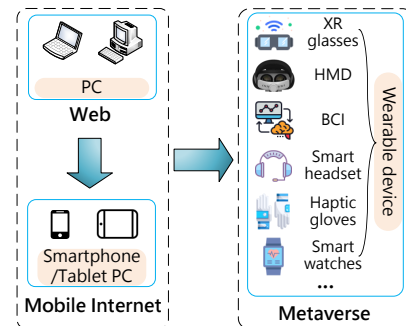 PC
Web
Smartphone
/Tablet PC
Mobile Internet
XR
glasses
HMD
BCI
Smart
headset
Haptic
gloves
Smart
watches
...
Wearable device
Metaverse